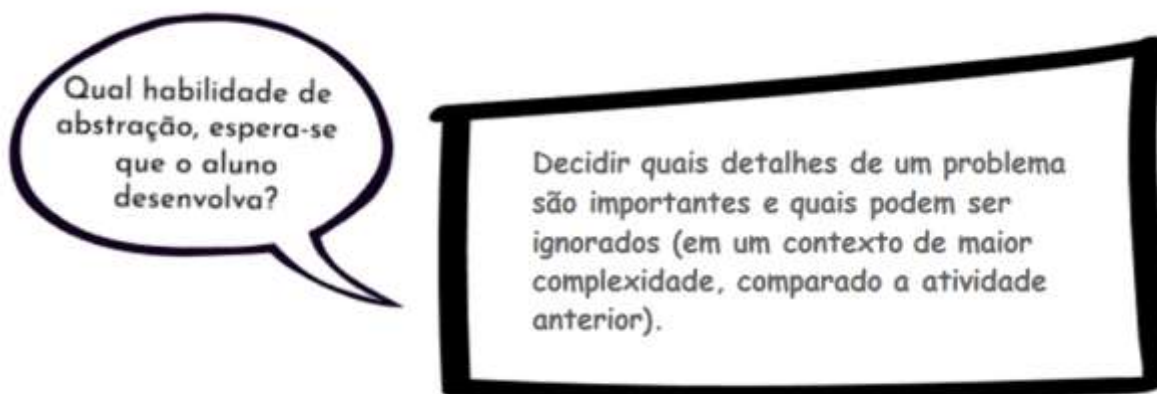 Qual habilidade de
abstração, espera-se
que o aluno
desenvolva?
Decidir quais detalhes de um problema
são importantes e quais podem ser
ignorados (em um contexto de maior
complexidade, comparado a atividade
anterior).